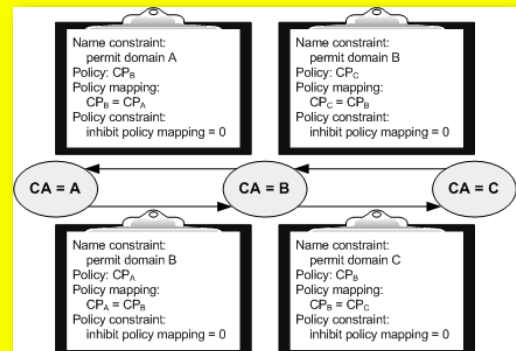 Name constraint:
permit domain A
Policy: CPB
Policy mapping:
CPB = CPA
Policy constraint:
inhibit policy mapping = 0
Name constraint:
permit domain B
Policy: CPC
Policy mapping:
CPC = CPB
Policy constraint:
inhibit policy mapping = 0
CA = A
CA = B
CA = C
Name constraint:
permit domain B
Policy: CPA
Policy mapping:
CPA = CPB
Policy constraint:
inhibit policy mapping = 0
Name constraint:
permit domain C
Policy: CPB
Policy mapping:
CPB = CPC
Policy constraint:
inhibit policy mapping = 0